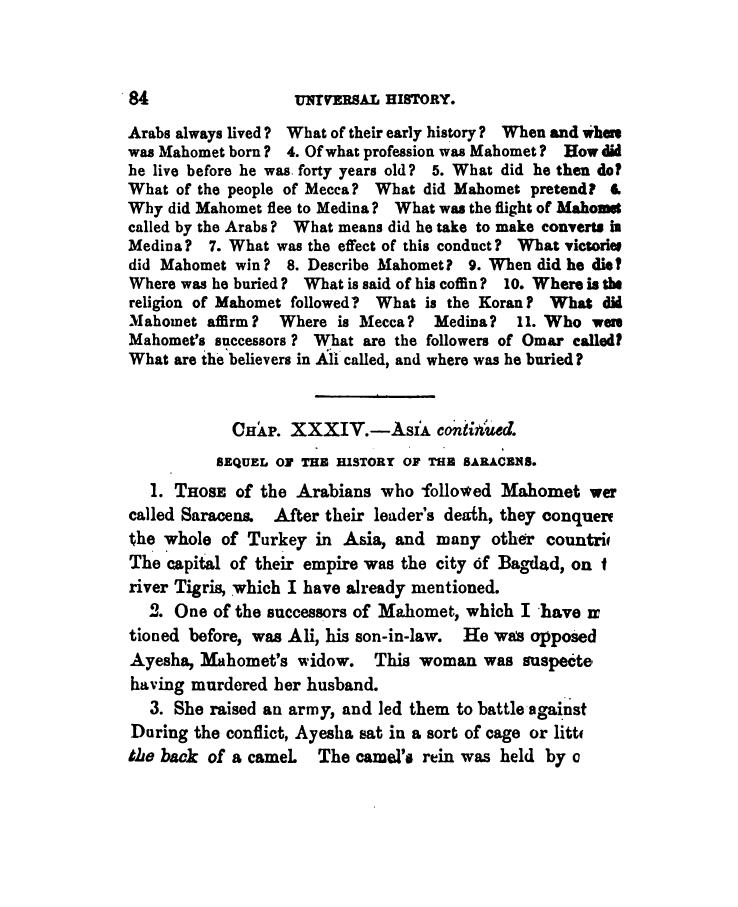 84 UNIVERSAL HISTORY.
Arabs always lived? What of their early history? When and where
was Mahomet born? 4. Of what profession was Mahomet? How did
he live before he was forty years old? 5. What did he then do?
What of the people of Mecca? What did Mahomet pretend? 6.
Why did Mahomet flee to Medina? What was the flight of Mahomet
called by the Arabs? What means did he take to make converts in
Medina? 7. What was the effect of this conduct? What victories
did Mahomet win? 8. Describe Mahomet? 9. When did he die?
Where was he buried? What is said of his coffin? 10. Where is the
religion of Mahomet followed? What is the Koran? What did
Mahomet affirm? Where is Mecca? Medina? 11. Who were
Mahomet's successors? What are the followers of Omar called?
What are the believers in Ali called, and where was he buried?
CHAP. XXXIV.—ASIA continued.
SEQUEL OF THE HISTORY OF THE SARACENS.
1. THOSE of the Arabians who followed Mahomet wer
called Saracens. After their leader's death, they conquere
the whole of Turkey in Asia, and many other countri
The capital of their empire was the city of Bagdad, on t
river Tigris, which I have already mentioned.
2. One of the successors of Mahomet, which I have
tioned before, was Ali, his son-in-law. He was opposed
Ayesha, Mahomet's widow. This woman was suspecte
having murdered her husband.
3. She raised an army, and led them to battle against
During the conflict, Ayesha sat in a sort of cage or litt
the back of a camel. The camel's rein was held by o